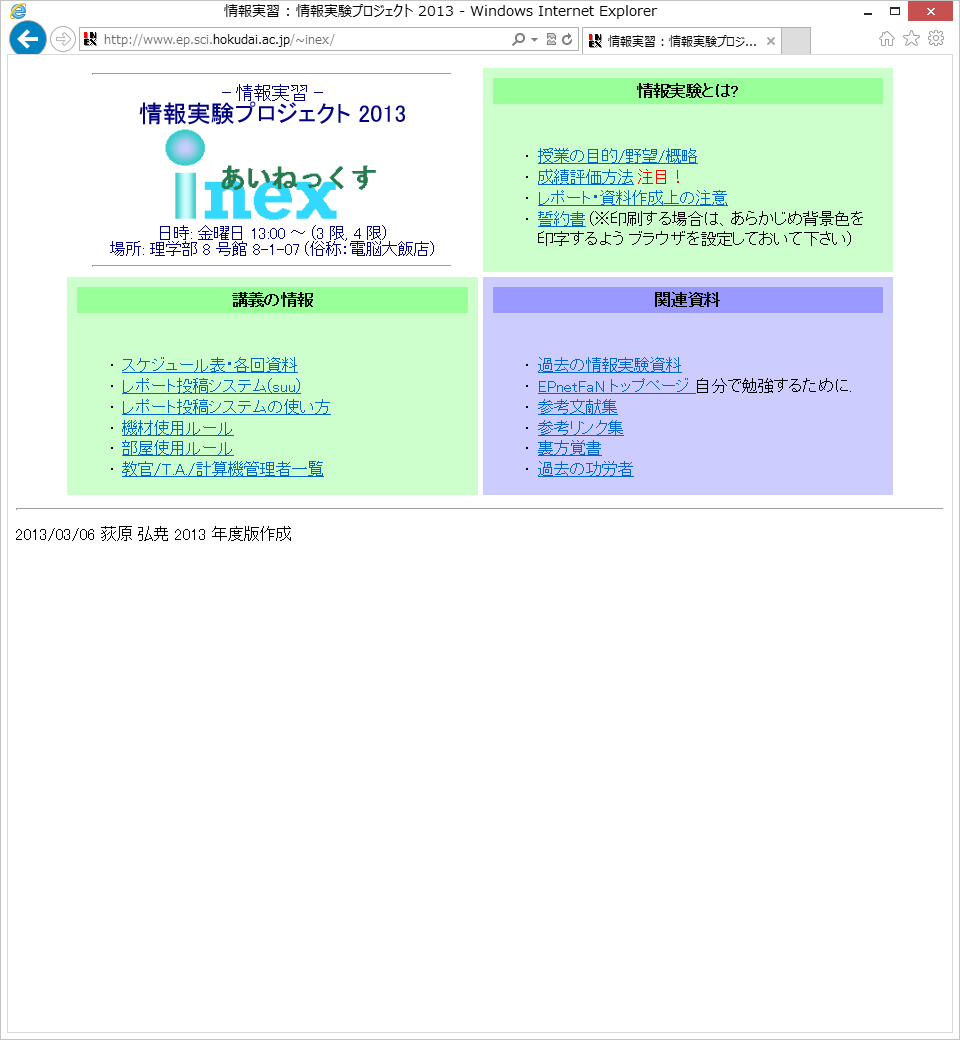 情報実習 : 情報実験プロジェクト 2013 - Windows Internet Explorer
http://www.ep.sci.hokudai.ac.jp/~inex/
情報実習 : 情報実験プロジ...
- 情報実習 -
情報実験プロジェクト 2013
あいねっくす
inex
日時: 金曜日 13:00 ～ (3 限, 4 限)
場所: 理学部 8 号館 8-1-07 (俗称：電脳大飯店)
情報実験とは?
・ 授業の目的/野望/概略
・ 成績評価方法 注目！
・ レポート・資料作成上の注意
・ 誓約書 (※印刷する場合は、あらかじめ背景色を
印字するよう ブラウザを設定しておいて下さい)
講義の情報
・ スケジュール表・各回資料
・ レポート投稿システム(suu)
・ レポート投稿システムの使い方
・ 機材使用ルール
・ 部屋使用ルール
・ 教官/T.A./計算機管理者一覧
関連資料
・ 過去の情報実験資料
・ EPnetFaN トップページ 自分で勉強するために.
・ 参考文献集
・ 参考リンク集
・ 裏方覚書
・ 過去の功労者
2013/03/06 荻原 弘尭 2013 年度版作成